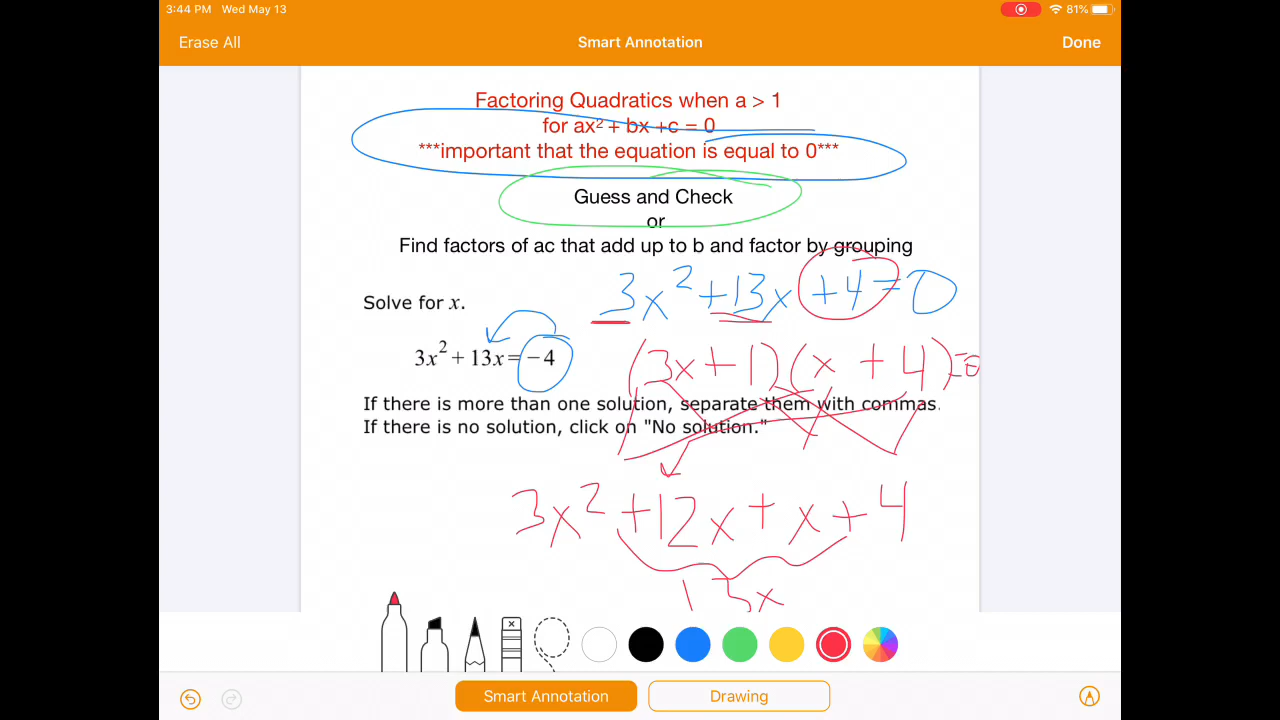 3:44 PM Wed May 13 81%
Erase All Smart Annotation Done
Factoring Quadratics when a > 1
for ax² + bx +c = 0
***important that the equation is equal to 0***
Guess and Check
or
Find factors of ac that add up to b and factor by grouping
3x² +13x +4 = 0
Solve for x.
3x² + 13x = −4
(3x + 1)(x + 4) = 0
If there is more than one solution, separate them with commas.
If there is no solution, click on "No solution."
3x² +12x + x + 4
13x
Smart Annotation Drawing